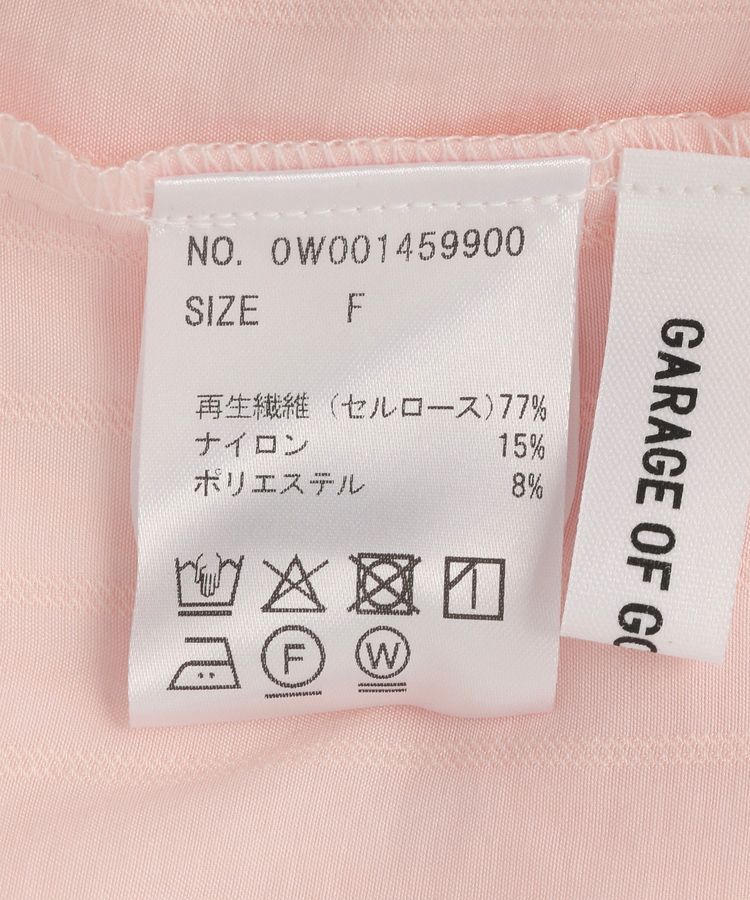 NO. 0W001459900
SIZE F
再生繊維(セルロース)77%
ナイロン 15%
ポリエステル 8%
F
W
GARAGE OF GO